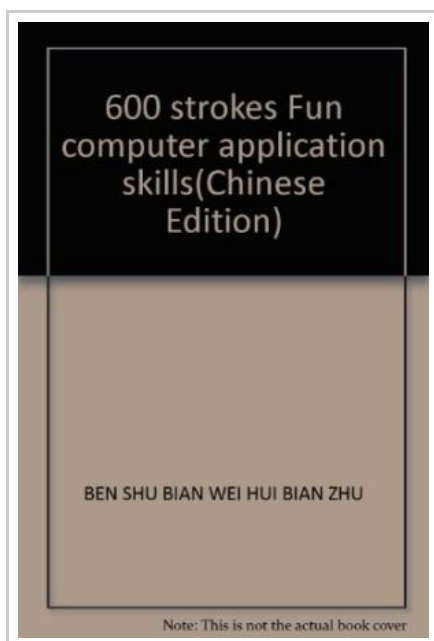 600 strokes Fun
computer application
skills(Chinese
Edition)
BEN SHU BIAN WEI HUI BIAN ZHU
Note: This is not the actual book cover